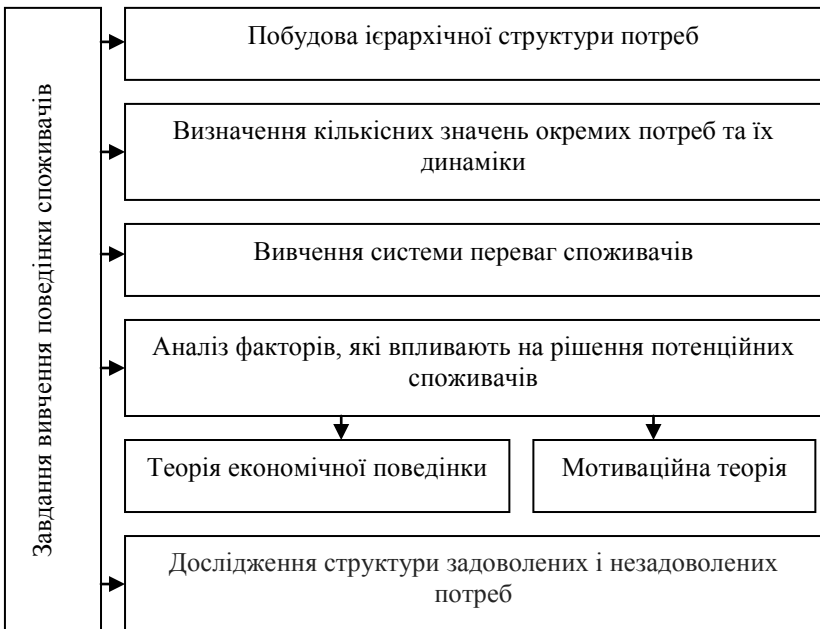 Завдання вивчення поведінки споживачів
Побудова ієрархічної структури потреб
Визначення кількісних значень окремих потреб та їх
динаміки
Вивчення системи переваг споживачів
Аналіз факторів, які впливають на рішення потенційних
споживачів
Теорія економічної поведінки
Мотиваційна теорія
Дослідження структури задоволених і незадоволених
потреб